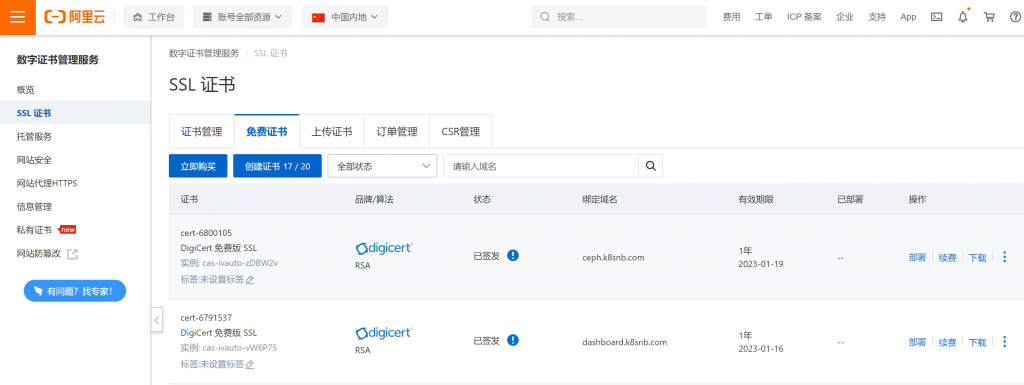 阿里云 工作台 账号全部资源 中国内地 搜索... 费用 工单 ICP 备案 企业 支持 App
数字证书管理服务
概览
SSL 证书
托管服务
网站安全
网站代理HTTPS
信息管理
私有证书 new
网站防篡改
有问题？找专家!
数字证书管理服务 / SSL 证书
SSL 证书
证书管理 免费证书 上传证书 订单管理 CSR管理
立即购买 创建证书 17 / 20 全部状态 请输入域名
证书 品牌/算法 状态 绑定域名 有效期限 已部署 操作
cert-6800105
DigiCert 免费版 SSL
实例: cas-ivauto-zDBW2v
标签:未设置标签
digicert
RSA
已签发
ceph.k8snb.com
1年
2023-01-19
--
部署 续费 下载
cert-6791537
DigiCert 免费版 SSL
实例: cas-ivauto-vW6P75
标签:未设置标签
digicert
RSA
已签发
dashboard.k8snb.com
1年
2023-01-16
--
部署 续费 下载